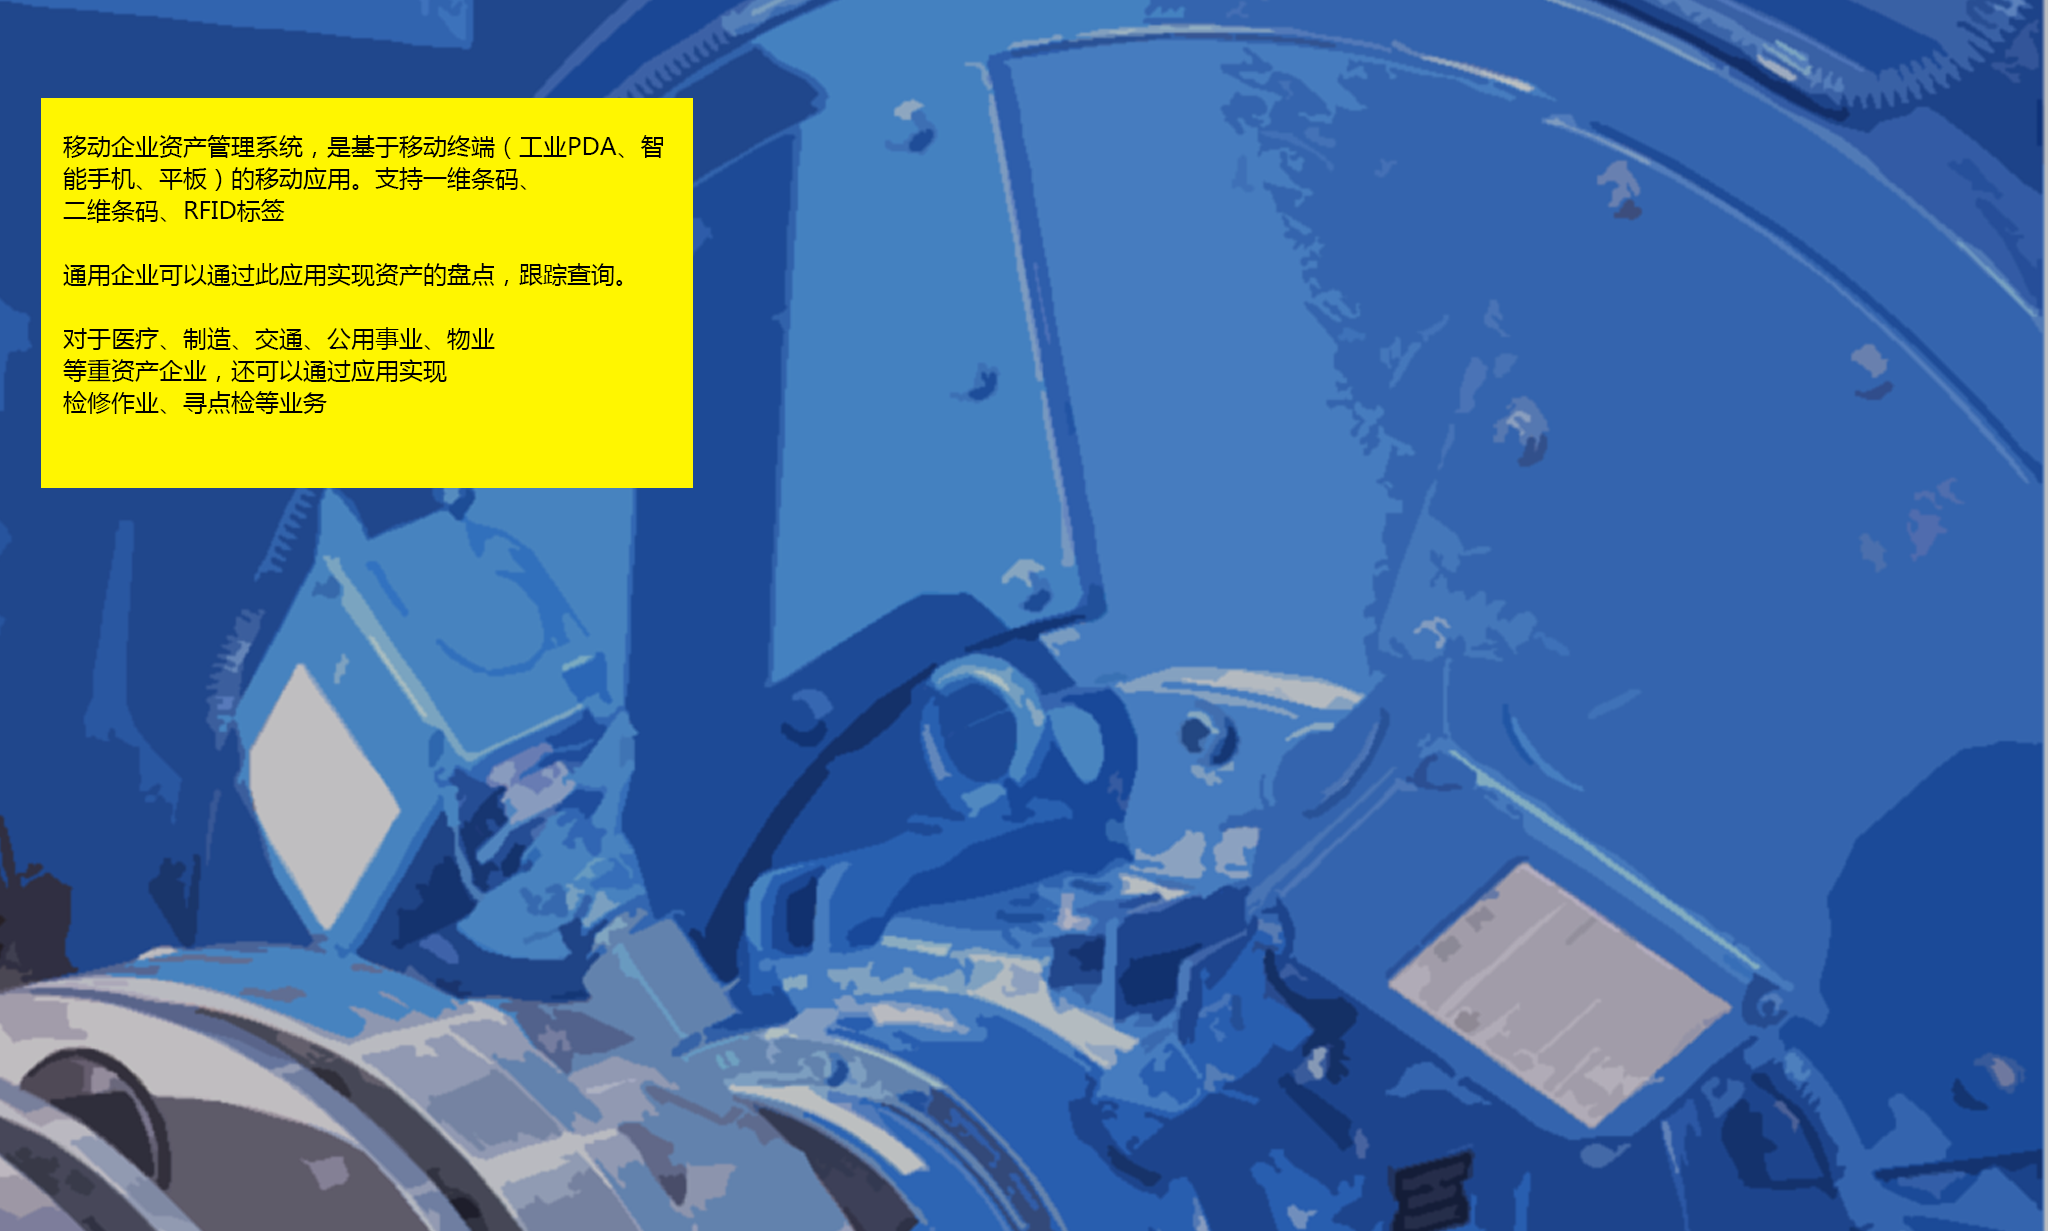 移动企业资产管理系统，是基于移动终端（工业PDA、智
能手机、平板）的移动应用。支持一维条码、
二维条码、RFID标签
通用企业可以通过此应用实现资产的盘点，跟踪查询。
对于医疗、制造、交通、公用事业、物业
等重资产企业，还可以通过应用实现
检修作业、寻点检等业务